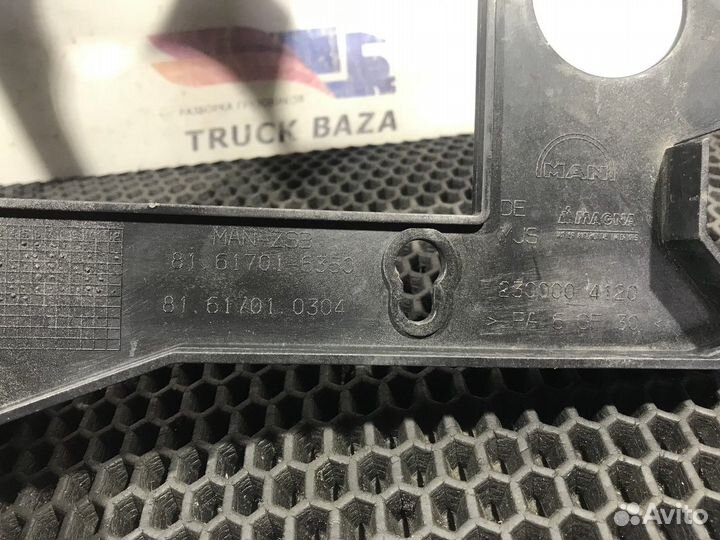 РАЗБОРКА ГРУЗОВИКОВ
TRUCK BAZA
MAN
DE
/JS
MAGNA
MAN-ZSB
81.61701-6350
81.61701.0304
230000 4120
>PA 6 GF 30
Avito